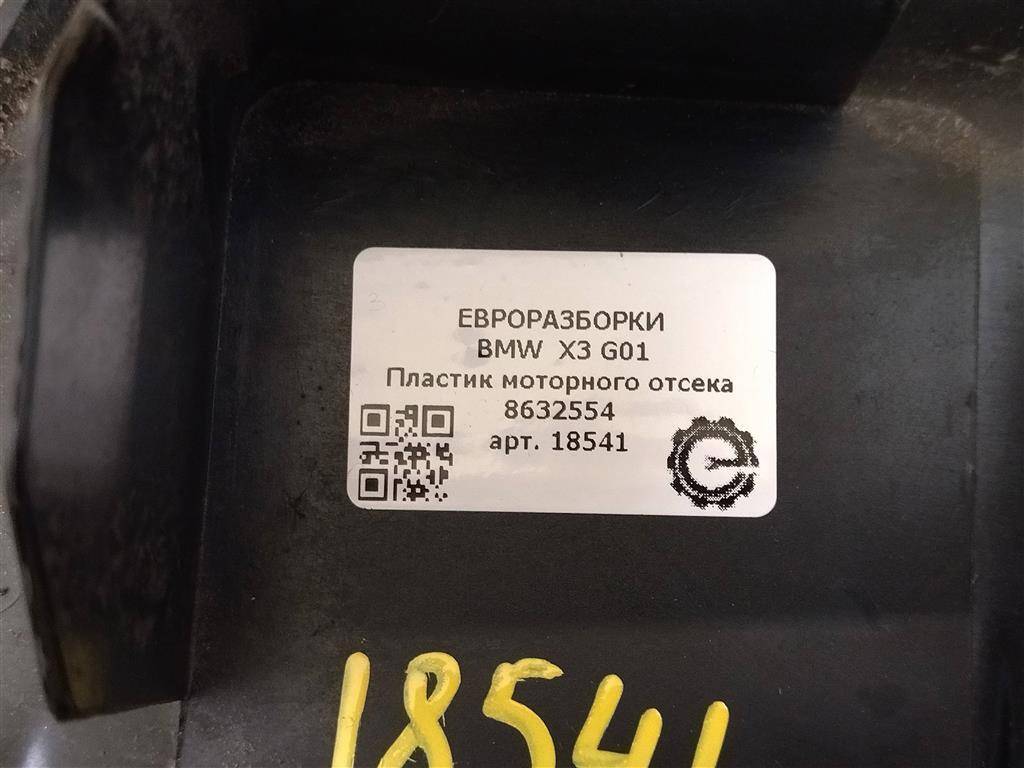 ЕВРОРАЗБОРКИ
BMW X3 G01
Пластик моторного отсека
8632554
арт. 18541
18541